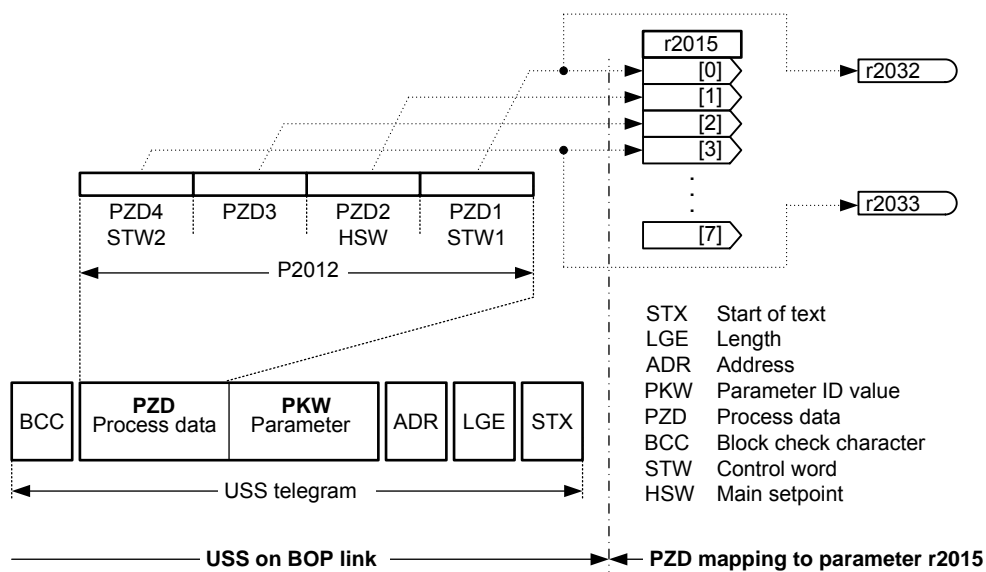 r2015
[0]
r2032
[1]
[2]
[3]
.
.
.
[7]
r2033
PZD4
STW2
PZD3
PZD2
HSW
PZD1
STW1
P2012
STX Start of text
LGE Length
ADR Address
PKW Parameter ID value
PZD Process data
BCC Block check character
STW Control word
HSW Main setpoint
BCC
PZD
Process data
PKW
Parameter
ADR
LGE
STX
USS telegram
USS on BOP link
PZD mapping to parameter r2015